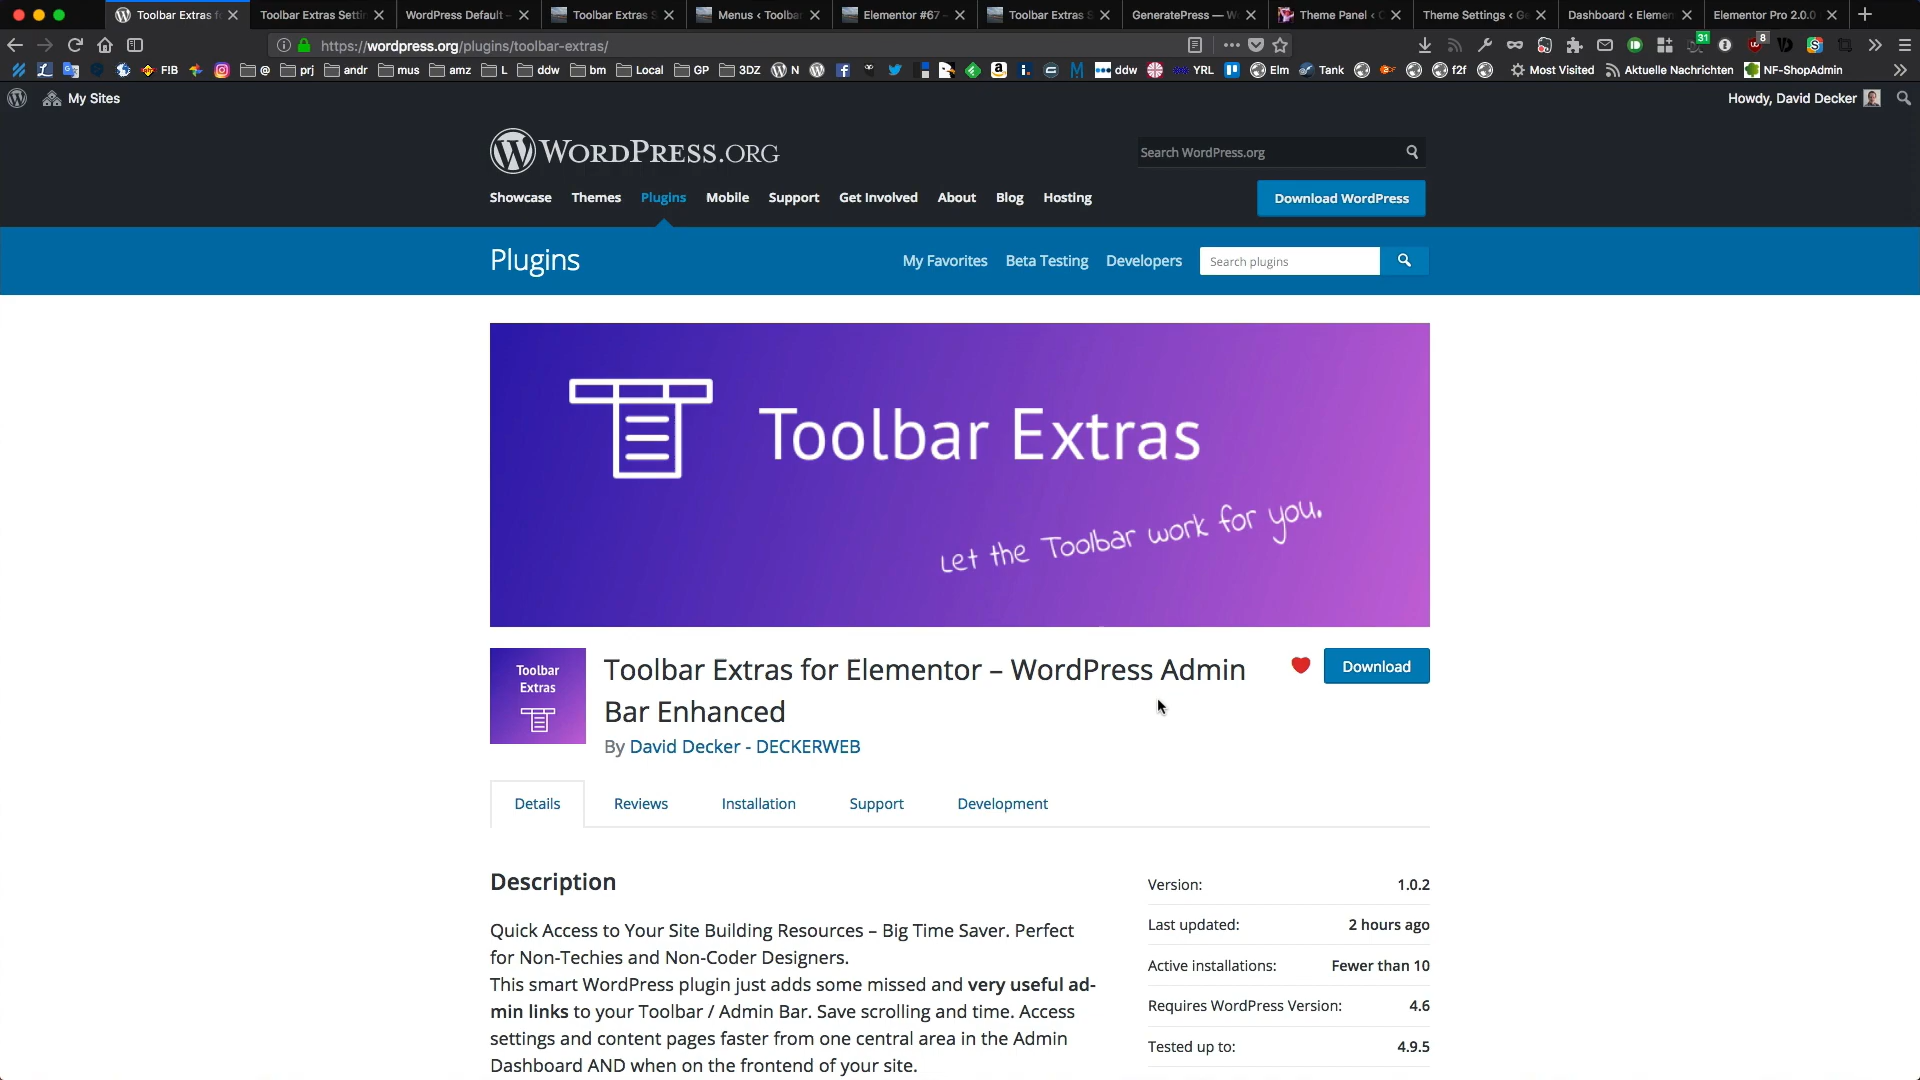 Toolbar Extras f
Toolbar Extras Setti
WordPress Default -
Toolbar Extras S
Menus < Toolba
Elementor #67 -
Toolbar Extras S
GeneratePress — W
Theme Panel <
Theme Settings < G
Dashboard < Elemen
Elementor Pro 2.0.0
https://wordpress.org/plugins/toolbar-extras/
31
8
FIB
@
prj
andr
mus
amz
L
ddw
bm
Local
GP
3DZ
N
ddw
YRL
Elm
Tank
f2f
Most Visited
Aktuelle Nachrichten
NF-ShopAdmin
My Sites
Howdy, David Decker
WORDPRESS.ORG
Search WordPress.org
Showcase
Themes
Plugins
Mobile
Support
Get Involved
About
Blog
Hosting
Download WordPress
Plugins
My Favorites
Beta Testing
Developers
Search plugins
Toolbar Extras
Let the Toolbar work for you.
Toolbar
Extras
Toolbar Extras for Elementor – WordPress Admin
Bar Enhanced
By David Decker - DECKERWEB
Download
Details
Reviews
Installation
Support
Development
Description
Quick Access to Your Site Building Resources – Big Time Saver. Perfect
for Non-Techies and Non-Coder Designers.
This smart WordPress plugin just adds some missed and very useful ad-
min links to your Toolbar / Admin Bar. Save scrolling and time. Access
settings and content pages faster from one central area in the Admin
Dashboard AND when on the frontend of your site.
Version: 1.0.2
Last updated: 2 hours ago
Active installations: Fewer than 10
Requires WordPress Version: 4.6
Tested up to: 4.9.5